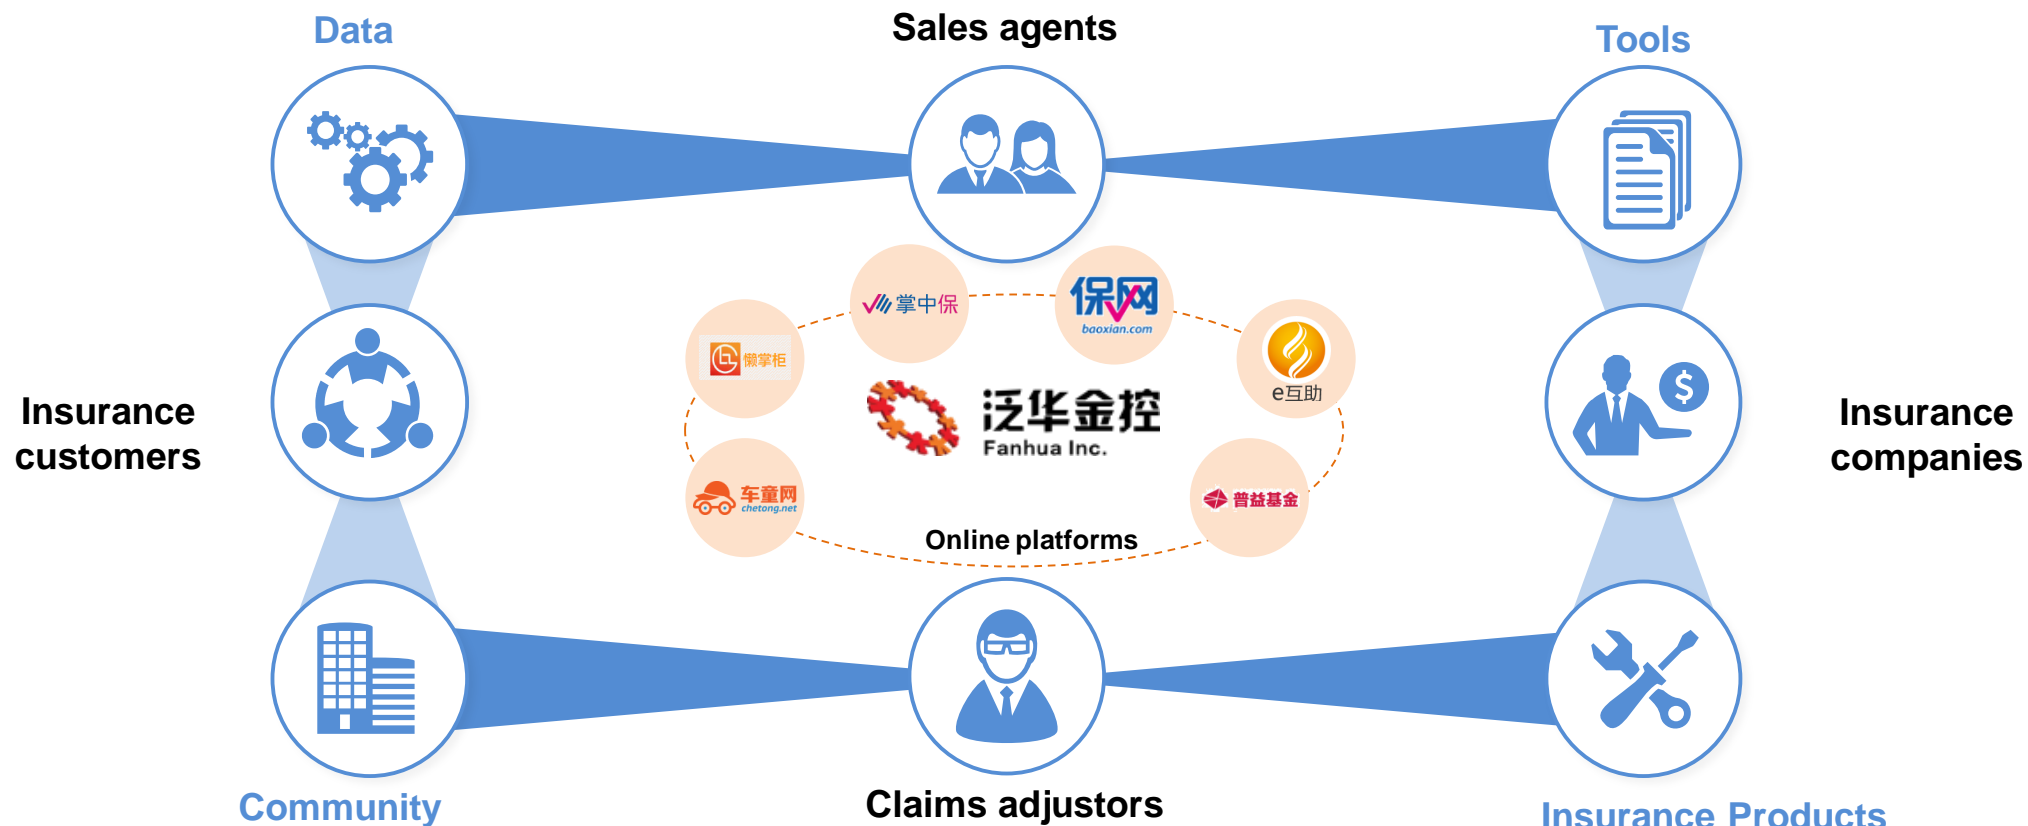 Data
Sales agents
Tools
掌中保
保网
baoxian.com
懒掌柜
e互助
Insurance
customers
泛华金控
Fanhua Inc.
Insurance
companies
车童网
chetong.net
普益基金
Online platforms
$
Community
Claims adjustors
Insurance Products